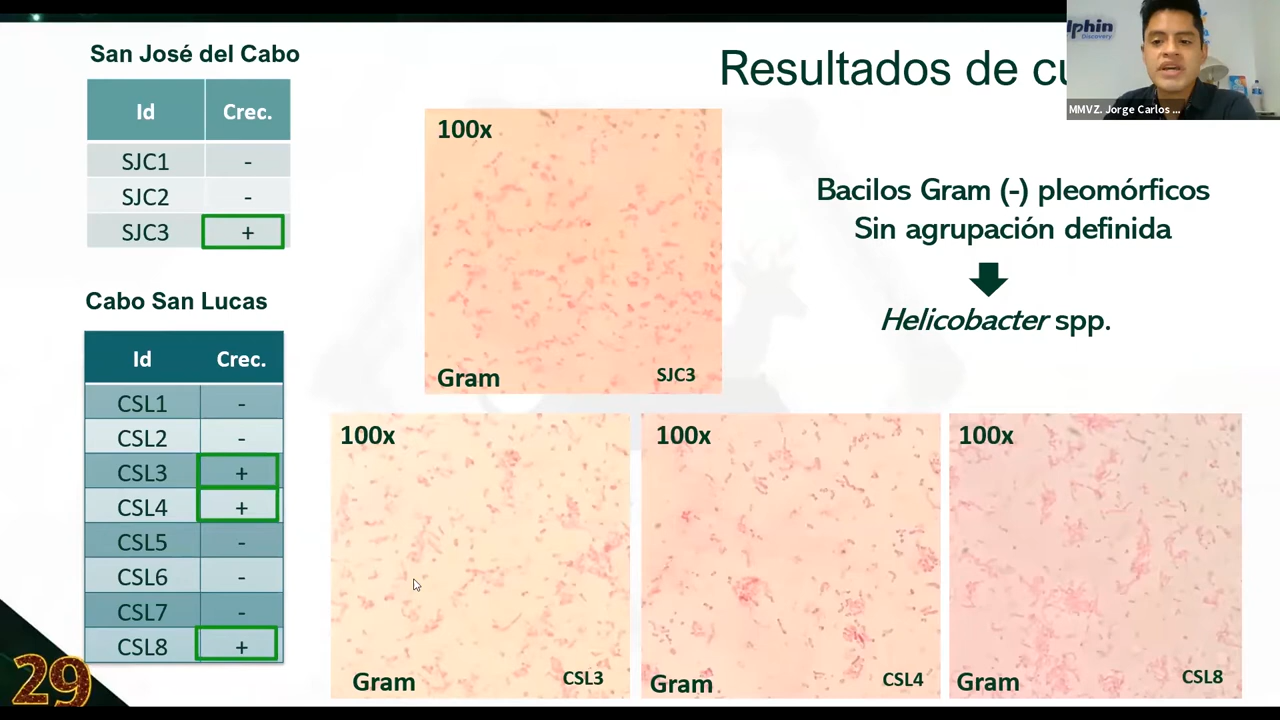 San José del Cabo
Id Crec.
SJC1 -
SJC2 -
SJC3 +
Cabo San Lucas
Id Crec.
CSL1 -
CSL2 -
CSL3 +
CSL4 +
CSL5 -
CSL6 -
CSL7 -
CSL8 +
29
Resultados de
100x
Gram SJC3
Bacilos Gram (-) pleomórficos
Sin agrupación definida
Helicobacter spp.
100x
Gram CSL3
100x
Gram CSL4
100x
Gram CSL8
lphin
Discovery
MMVZ. Jorge Carlos ...